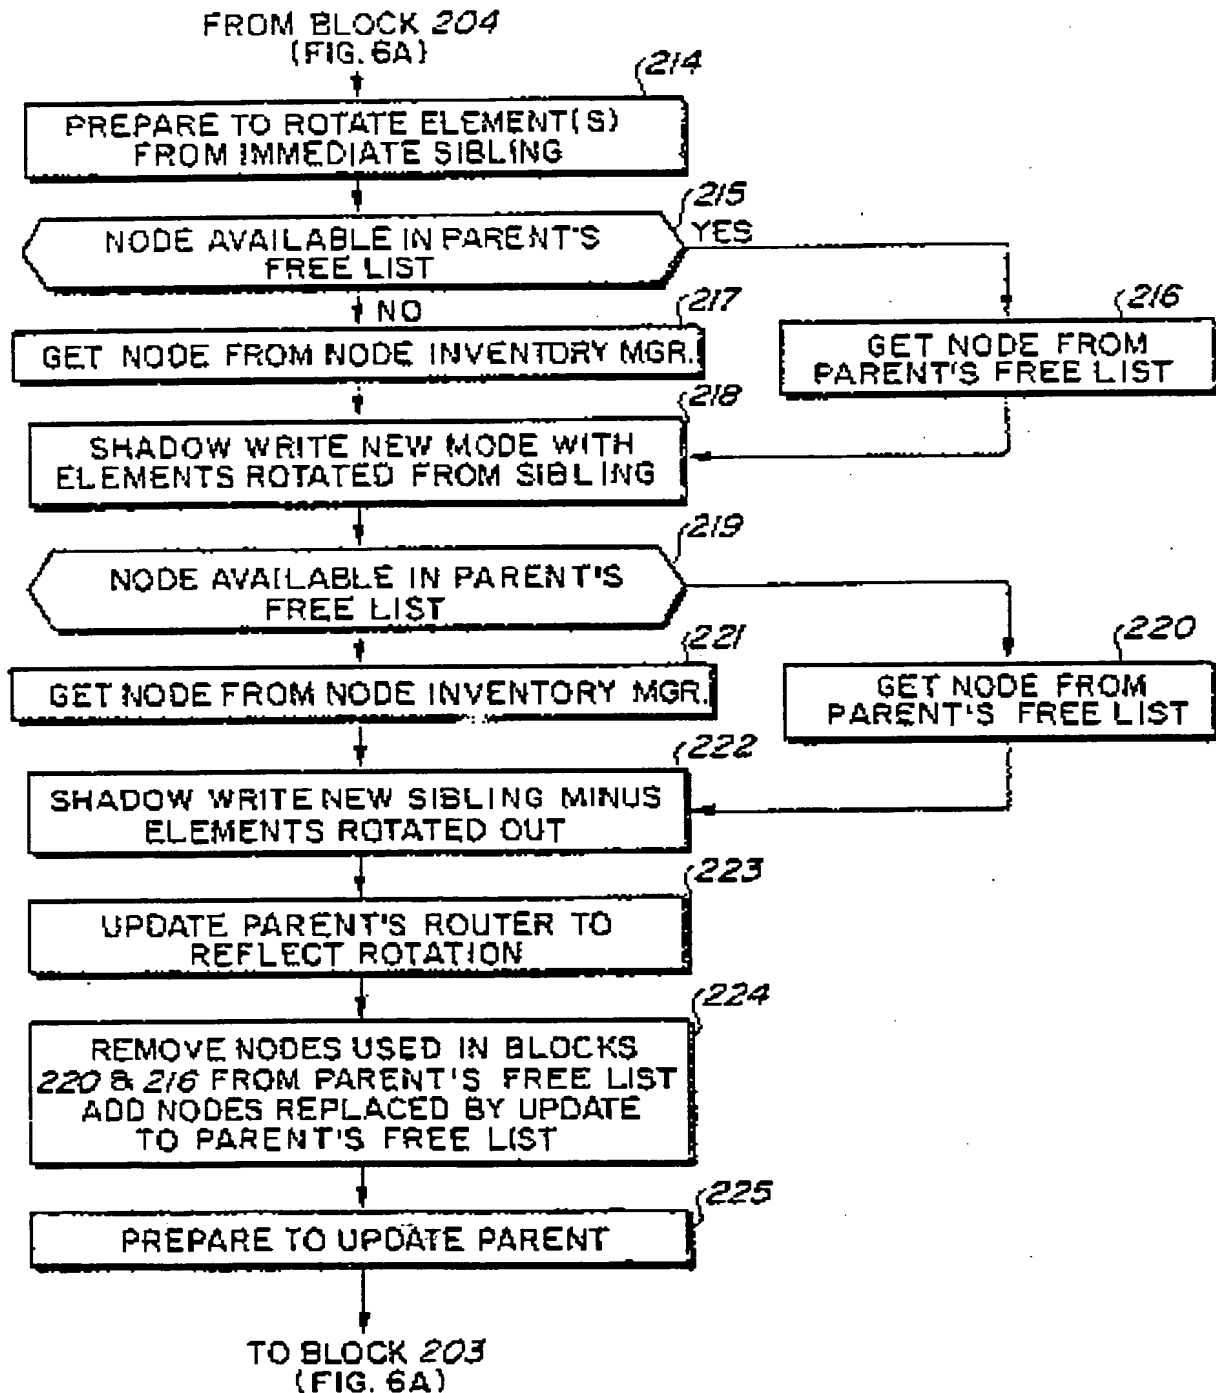 FROM BLOCK 204
(FIG. 6A)
214
PREPARE TO ROTATE ELEMENT(S)
FROM IMMEDIATE SIBLING
215
NODE AVAILABLE IN PARENT'S
FREE LIST
YES
NO
217
GET NODE FROM NODE INVENTORY MGR.
216
GET NODE FROM
PARENT'S FREE LIST
218
SHADOW WRITE NEW MODE WITH
ELEMENTS ROTATED FROM SIBLING
219
NODE AVAILABLE IN PARENT'S
FREE LIST
221
GET NODE FROM NODE INVENTORY MGR.
220
GET NODE FROM
PARENT'S FREE LIST
222
SHADOW WRITE NEW SIBLING MINUS
ELEMENTS ROTATED OUT
223
UPDATE PARENT'S ROUTER TO
REFLECT ROTATION
224
REMOVE NODES USED IN BLOCKS
220 & 216 FROM PARENT'S FREE LIST
ADD NODES REPLACED BY UPDATE
TO PARENT'S FREE LIST
225
PREPARE TO UPDATE PARENT
TO BLOCK 203
(FIG. 6A)